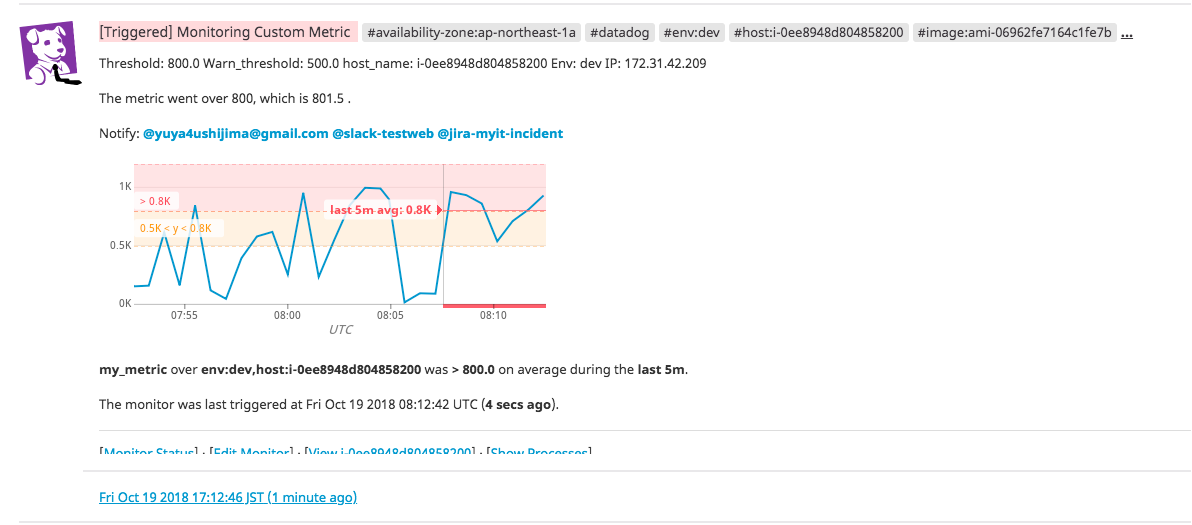 [Triggered] Monitoring Custom Metric #availability-zone:ap-northeast-1a #datadog #env:dev #host:i-0ee8948d804858200 #image:ami-06962fe7164c1fe7b ...
Threshold: 800.0 Warn_threshold: 500.0 host_name: i-0ee8948d804858200 Env: dev IP: 172.31.42.209
The metric went over 800, which is 801.5 .
Notify: @yuya4ushijima@gmail.com @slack-testweb @jira-myit-incident
1K
> 0.8K
last 5m avg: 0.8K
0.5K < y < 0.8K
0.5K
0K
07:55 08:00 08:05 08:10
UTC
my_metric over env:dev,host:i-0ee8948d804858200 was > 800.0 on average during the last 5m.
The monitor was last triggered at Fri Oct 19 2018 08:12:42 UTC (4 secs ago).
[Monitor Status] · [Edit Monitor] · [View i-0ee8948d804858200] · [Show Processes]
Fri Oct 19 2018 17:12:46 JST (1 minute ago)